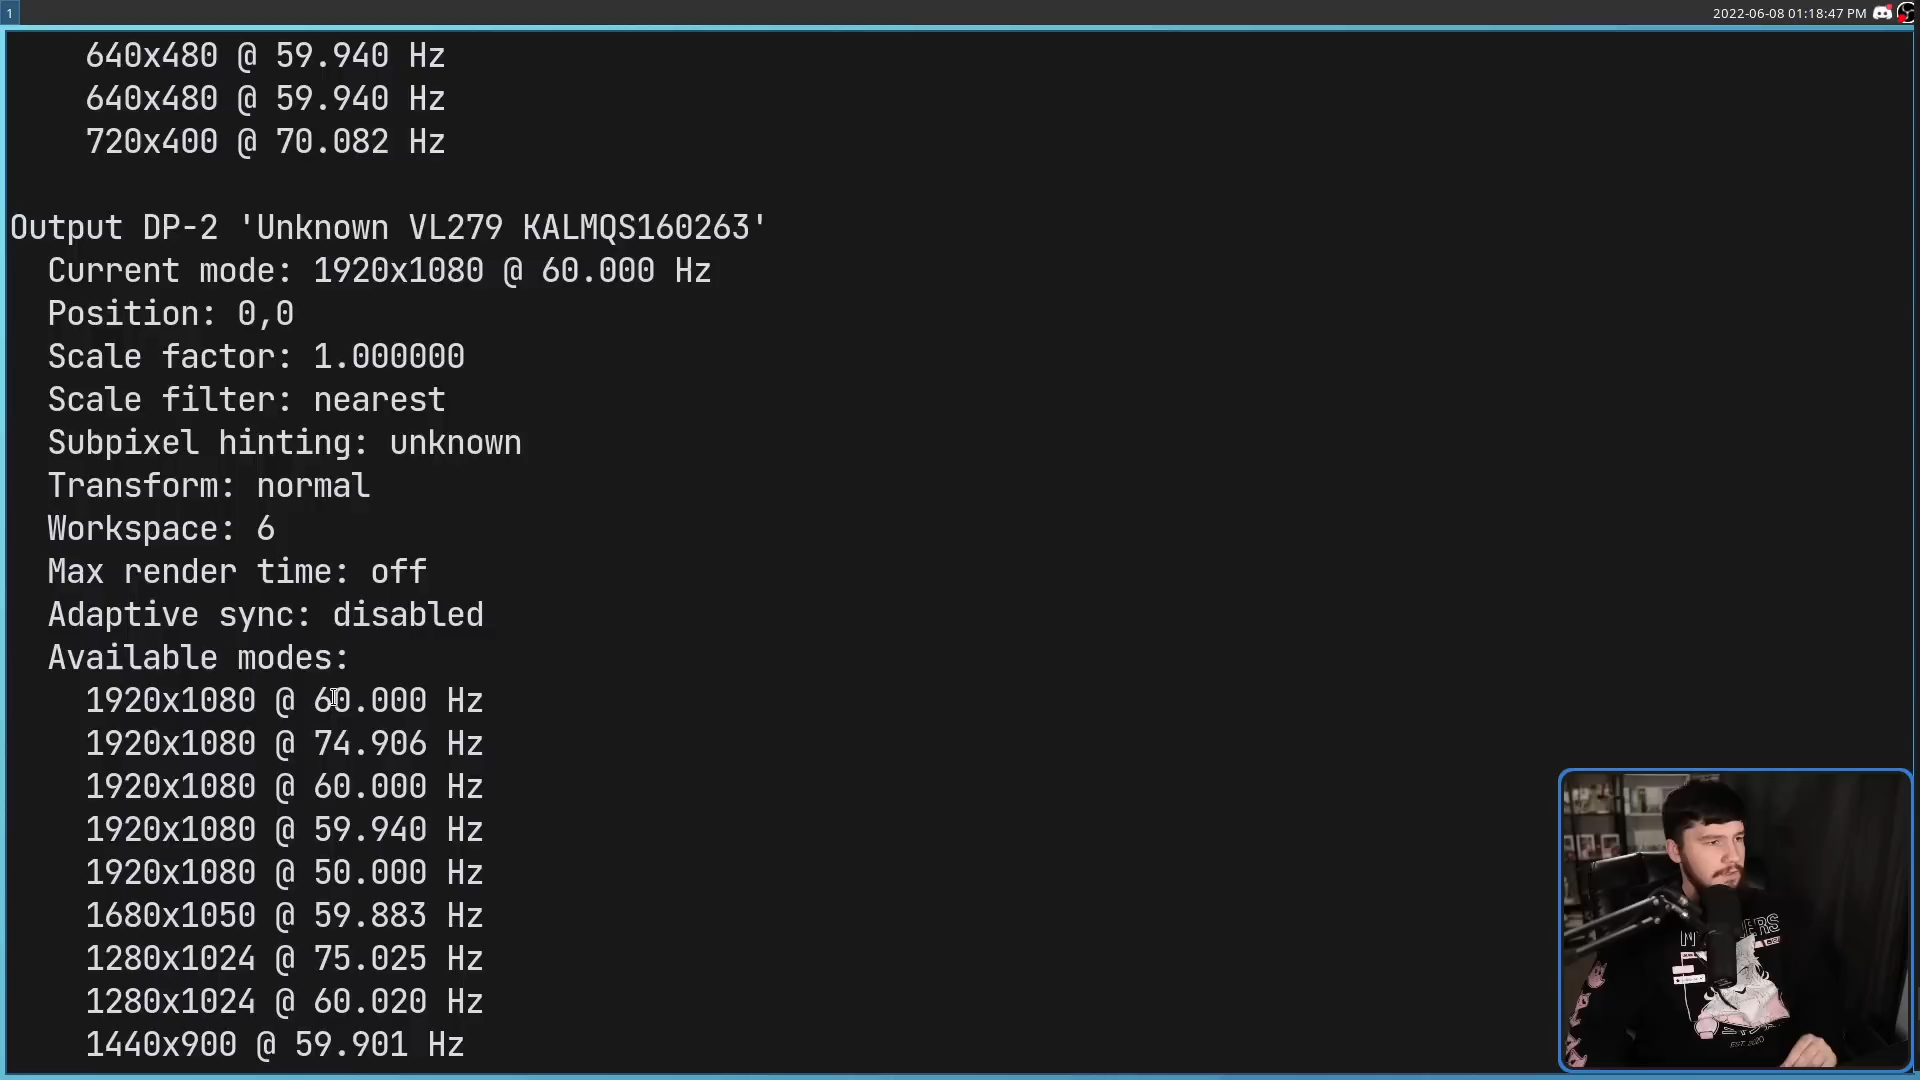 1
2022-06-08 01:18:47 PM
640x480 @ 59.940 Hz
640x480 @ 59.940 Hz
720x400 @ 70.082 Hz
Output DP-2 'Unknown VL279 KALMQS160263'
Current mode: 1920x1080 @ 60.000 Hz
Position: 0,0
Scale factor: 1.000000
Scale filter: nearest
Subpixel hinting: unknown
Transform: normal
Workspace: 6
Max render time: off
Adaptive sync: disabled
Available modes:
1920x1080 @ 60.000 Hz
1920x1080 @ 74.906 Hz
1920x1080 @ 60.000 Hz
1920x1080 @ 59.940 Hz
1920x1080 @ 50.000 Hz
1680x1050 @ 59.883 Hz
1280x1024 @ 75.025 Hz
1280x1024 @ 60.020 Hz
1440x900 @ 59.901 Hz
EST. 2020